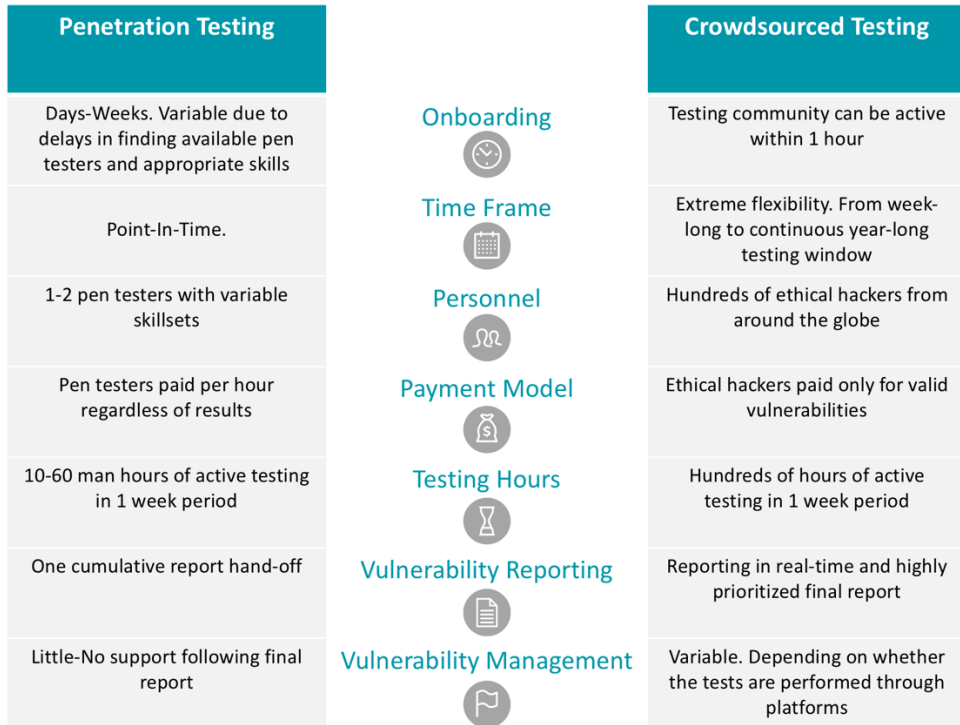 Penetration Testing
Crowdsourced Testing
Days-Weeks. Variable due to
delays in finding available pen
testers and appropriate skills
Onboarding
Testing community can be active
within 1 hour
Point-In-Time.
Time Frame
Extreme flexibility. From week-
long to continuous year-long
testing window
1-2 pen testers with variable
skillsets
Personnel
Hundreds of ethical hackers from
around the globe
Pen testers paid per hour
regardless of results
Payment Model
$
Ethical hackers paid only for valid
vulnerabilities
10-60 man hours of active testing
in 1 week period
Testing Hours
Hundreds of hours of active
testing in 1 week period
One cumulative report hand-off
Vulnerability Reporting
Reporting in real-time and highly
prioritized final report
Little-No support following final
report
Vulnerability Management
Variable. Depending on whether
the tests are performed through
platforms